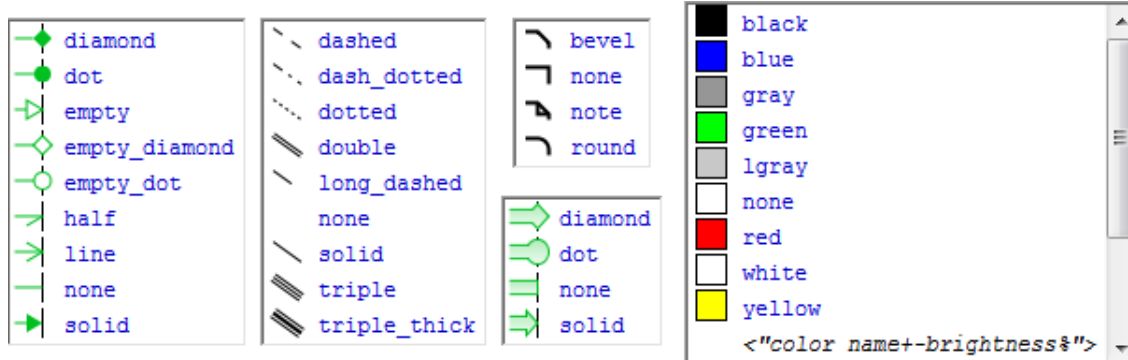 diamond
dot
empty
empty_diamond
empty_dot
half
line
none
solid
dashed
dash_dotted
dotted
double
long_dashed
none
solid
triple
triple_thick
bevel
none
note
round
diamond
dot
none
solid
black
blue
gray
green
lgray
none
red
white
yellow
<"color name+-brightness%">